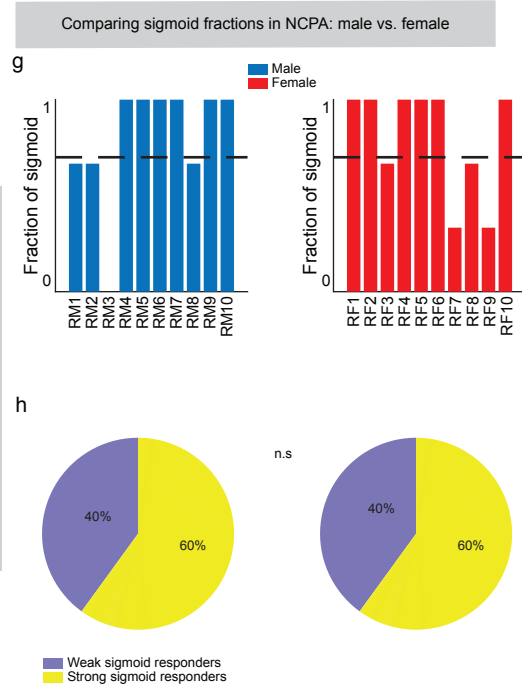 Comparing sigmoid fractions in NCPA: male vs. female
g
Male
Female
Fraction of sigmoid
1
0
RM1
RM2
RM3
RM4
RM5
RM6
RM7
RM8
RM9
RM10
Fraction of sigmoid
1
0
RF1
RF2
RF3
RF4
RF5
RF6
RF7
RF8
RF9
RF10
h
40%
60%
n.s
40%
60%
Weak sigmoid responders
Strong sigmoid responders